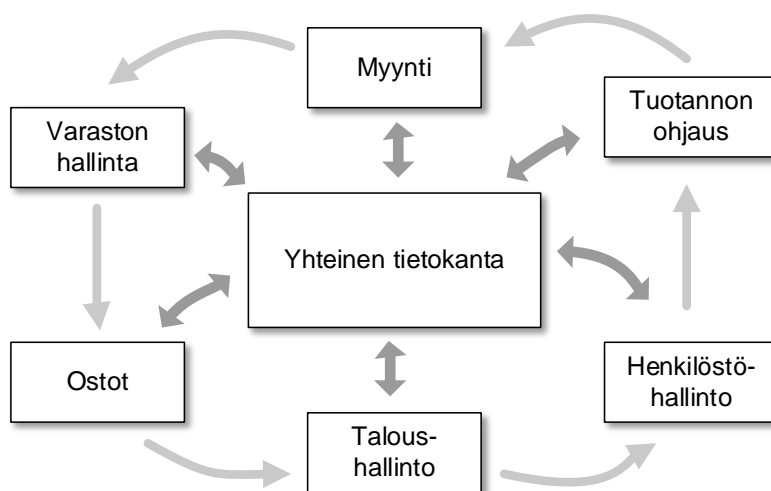 Myynti
Tuotannon
ohjaus
Varaston
hallinta
Yhteinen tietokanta
Ostot
Henkilöstö-
hallinto
Talous-
hallinto